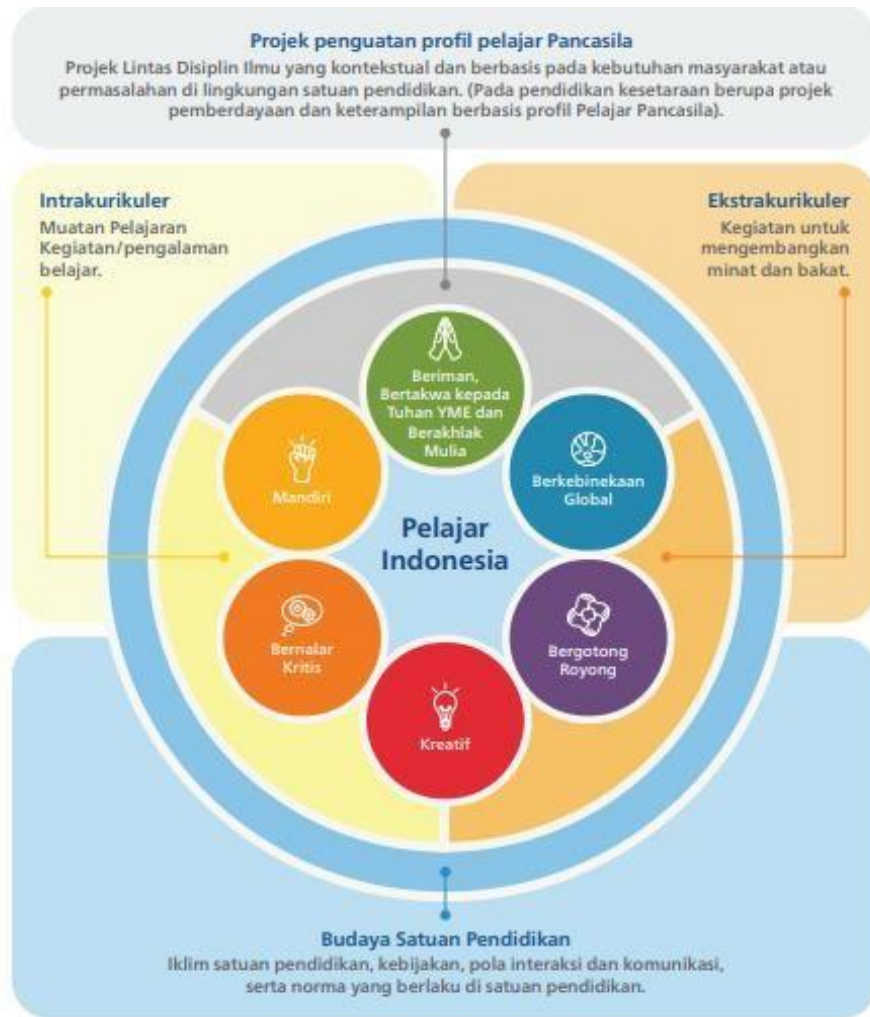 Projek penguatan profil pelajar Pancasila
Projek Lintas Disiplin Ilmu yang kontekstual dan berbasis pada kebutuhan masyarakat atau
permasalahan di lingkungan satuan pendidikan. (Pada pendidikan kesetaraan berupa projek
pemberdayaan dan keterampilan berbasis profil Pelajar Pancasila).
Intrakurikuler
Muatan Pelajaran
Kegiatan/pengalaman
belajar.
Ekstrakurikuler
Kegiatan untuk
mengembangkan
minat dan bakat.
Beriman,
Bertakwa kepada
Tuhan YME dan
Berakhlak
Mulia
Mandiri
Berkebinekaan
Global
Pelajar
Indonesia
Bernalar
Kritis
Bergotong
Royong
Kreatif
Budaya Satuan Pendidikan
Iklim satuan pendidikan, kebijakan, pola interaksi dan komunikasi,
serta norma yang berlaku di satuan pendidikan.